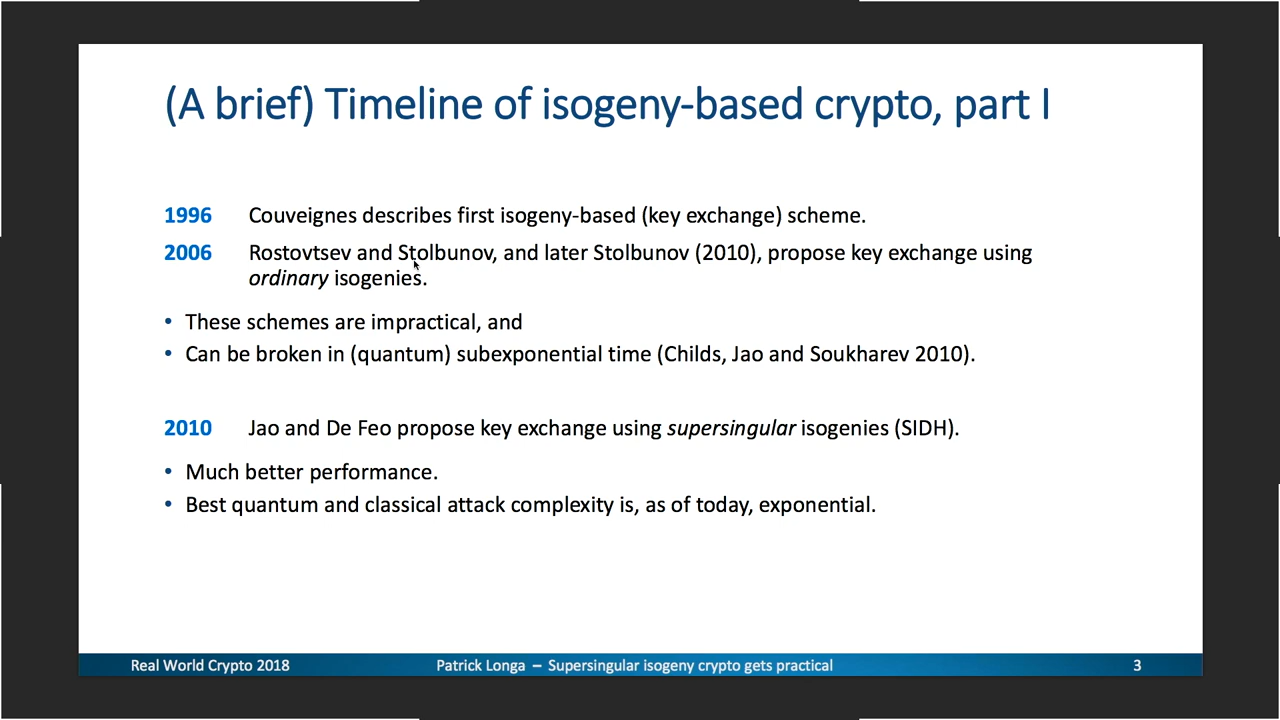 (A brief) Timeline of isogeny-based crypto, part I
1996 Couveignes describes first isogeny-based (key exchange) scheme.
2006 Rostovtsev and Stolbunov, and later Stolbunov (2010), propose key exchange using
ordinary isogenies.
• These schemes are impractical, and
• Can be broken in (quantum) subexponential time (Childs, Jao and Soukharev 2010).
2010 Jao and De Feo propose key exchange using supersingular isogenies (SIDH).
• Much better performance.
• Best quantum and classical attack complexity is, as of today, exponential.
Real World Crypto 2018 Patrick Longa – Supersingular isogeny crypto gets practical 3